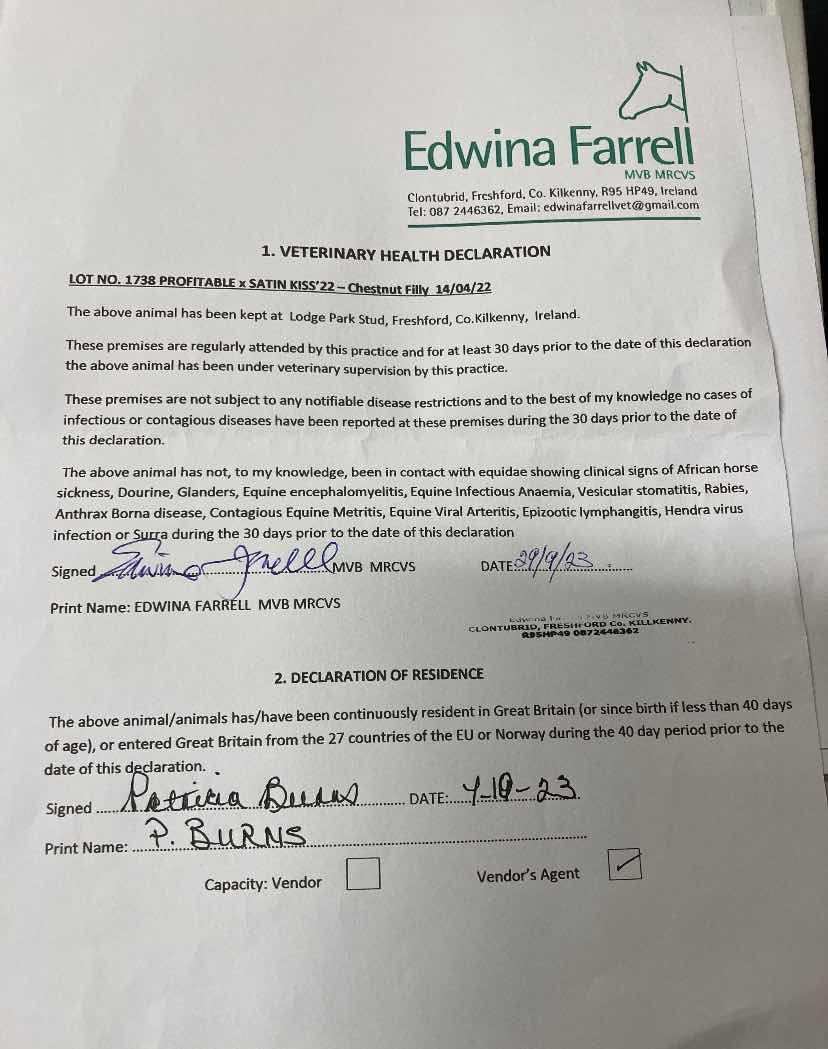 Edwina Farrell
MVB MRCVS
Clontubrid, Freshford, Co. Kilkenny, R95 HP49, Ireland
Tel: 087 2446362, Email: edwinafarrellvet@gmail.com
1. VETERINARY HEALTH DECLARATION
LOT NO. 1738 PROFITABLE x SATIN KISS'22 – Chestnut Filly 14/04/22
The above animal has been kept at Lodge Park Stud, Freshford, Co.Kilkenny, Ireland.
These premises are regularly attended by this practice and for at least 30 days prior to the date of this declaration
the above animal has been under veterinary supervision by this practice.
These premises are not subject to any notifiable disease restrictions and to the best of my knowledge no cases of
infectious or contagious diseases have been reported at these premises during the 30 days prior to the date of
this declaration.
The above animal has not, to my knowledge, been in contact with equidae showing clinical signs of African horse
sickness, Dourine, Glanders, Equine encephalomyelitis, Equine Infectious Anaemia, Vesicular stomatitis, Rabies,
Anthrax Borna disease, Contagious Equine Metritis, Equine Viral Arteritis, Epizootic lymphangitis, Hendra virus
infection or Surra during the 30 days prior to the date of this declaration
Signed Edwina Farrell MVB MRCVS DATE: 29/9/23
Print Name: EDWINA FARRELL MVB MRCVS
Edwina MVB MRCVS
CLONTUBRID, FRESHFORD Co. KILLKENNY.
R95HP49 0872446362
2. DECLARATION OF RESIDENCE
The above animal/animals has/have been continuously resident in Great Britain (or since birth if less than 40 days
of age), or entered Great Britain from the 27 countries of the EU or Norway during the 40 day period prior to the
date of this declaration.
Signed Patricia Burns DATE: 4-10-23
Print Name: P. BURNS
Capacity: Vendor Vendor's Agent